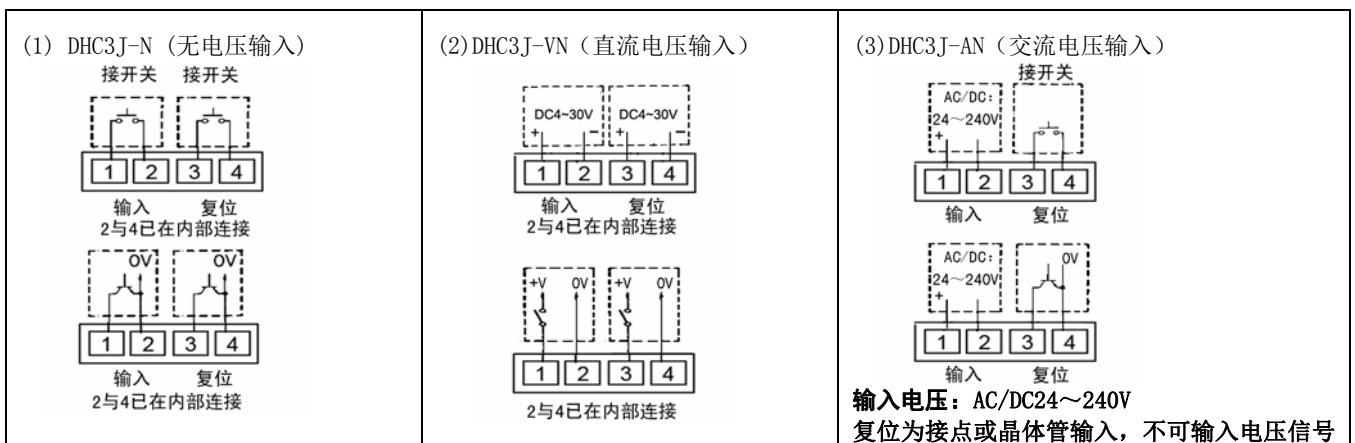 (1) DHC3J-N (无电压输入)
接开关 接开关
1 2 3 4
输入 复位
2与4已在内部连接
0V 0V
1 2 3 4
输入 复位
2与4已在内部连接
(2)DHC3J-VN（直流电压输入）
DC4~30V DC4~30V
+ − + −
1 2 3 4
输入 复位
2与4已在内部连接
+V 0V +V 0V
1 2 3 4
2与4已在内部连接
(3)DHC3J-AN（交流电压输入）
接开关
AC/DC:
24～240V
+
1 2 3 4
输入 复位
AC/DC:
24～240V
0V
+
1 2 3 4
输入 复位
输入电压：AC/DC24～240V
复位为接点或晶体管输入，不可输入电压信号